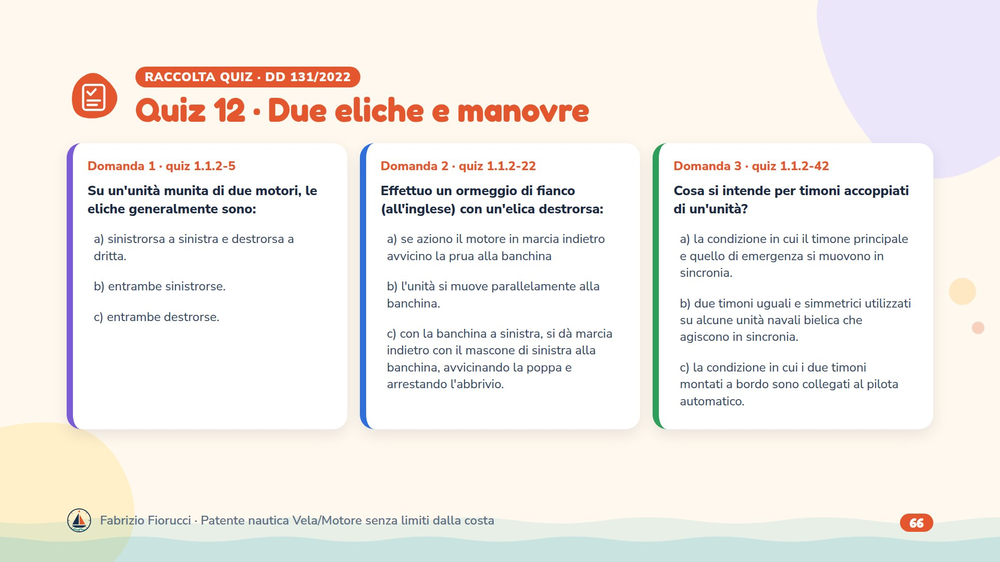 RACCOLTA QUIZ · DD 131/2022
Quiz 12 · Due eliche e manovre
Domanda 1 · quiz 1.1.2-5
Su un'unità munita di due motori, le
eliche generalmente sono:
a) sinistrorsa a sinistra e destrorsa a
dritta.
b) entrambe sinistrorse.
c) entrambe destrorse.
Domanda 2 · quiz 1.1.2-22
Effettuo un ormeggio di fianco
(all'inglese) con un'elica destrorsa:
a) se aziono il motore in marcia indietro
avvicino la prua alla banchina
b) l'unità si muove parallelamente alla
banchina.
c) con la banchina a sinistra, si dà marcia
indietro con il mascone di sinistra alla
banchina, avvicinando la poppa e
arrestando l'abbrivio.
Domanda 3 · quiz 1.1.2-42
Cosa si intende per timoni accoppiati
di un'unità?
a) la condizione in cui il timone principale
e quello di emergenza si muovono in
sincronia.
b) due timoni uguali e simmetrici utilizzati
su alcune unità navali bielica che
agiscono in sincronia.
c) la condizione in cui i due timoni
montati a bordo sono collegati al pilota
automatico.
Fabrizio Fiorucci · Patente nautica Vela/Motore senza limiti dalla costa
66